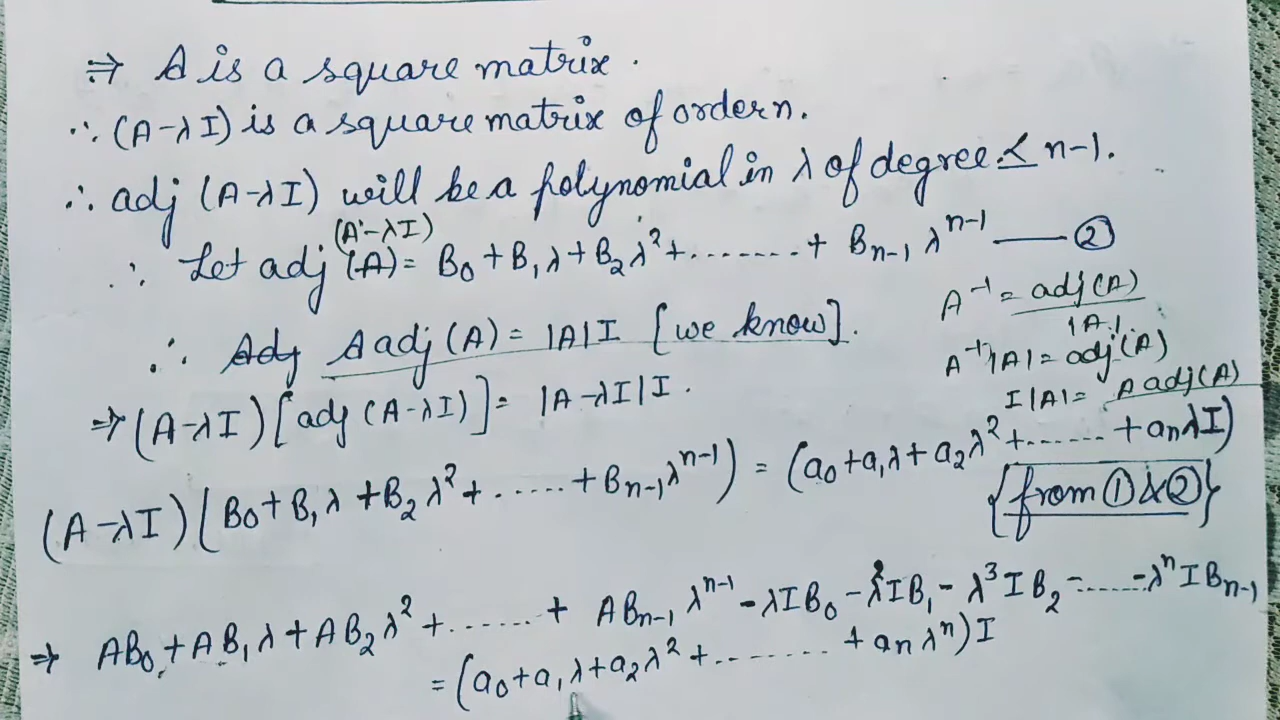 ⇒ A is a square matrix.
∴ (A-λI) is a square matrix of order n.
∴ adj (A-λI) will be a polynomial in λ of degree ≤ n-1.
(A-λI)
∴ Let adj (A) = B₀ + B₁λ + B₂λ² + ........ + Bₙ₋₁ λⁿ⁻¹ —— ②
A⁻¹ = adj(A) / |A|
∴ Adj A adj (A) = |A| I [we know].
A⁻¹|A| = adj(A)
I|A| = A adj(A)
⇒ (A-λI) [adj (A-λI)] = |A-λI| I.
(A-λI) (B₀ + B₁λ + B₂λ² + ...... + Bₙ₋₁λⁿ⁻¹) = (a₀ + a₁λ + a₂λ² + ....... + aₙλI)
{from ① & ②}
⇒ AB₀ + AB₁λ + AB₂λ² + ....... + ABₙ₋₁ λⁿ⁻¹ - λIB₀ - λ²IB₁ - λ³IB₂ - ...... - λⁿIBₙ₋₁
= (a₀ + a₁λ + a₂λ² + ......... + aₙλⁿ)I